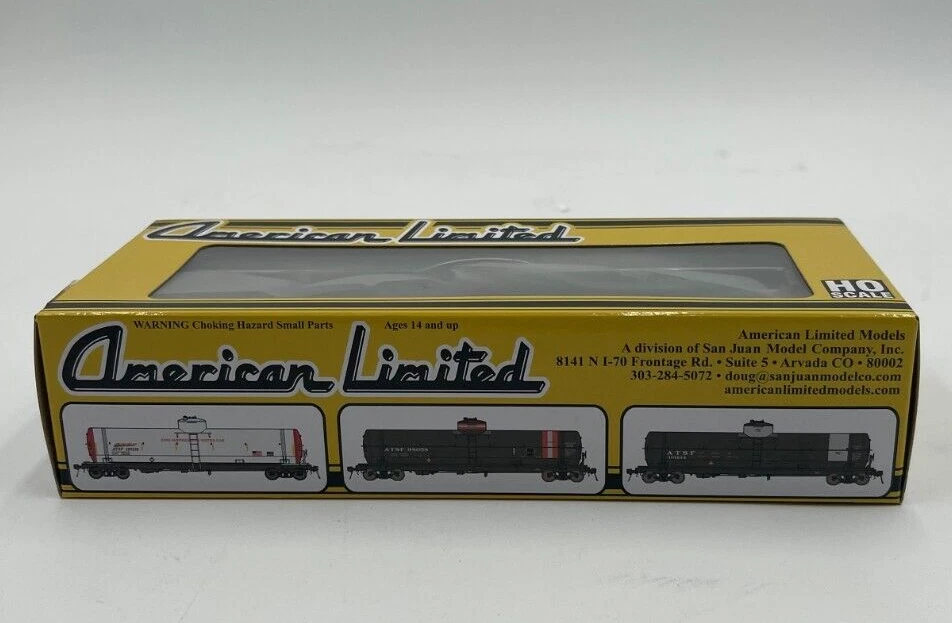 American Limited
HO
SCALE
WARNING Choking Hazard Small Parts
Ages 14 and up
American Limited
American Limited Models
A division of San Juan Model Company, Inc.
8141 N I-70 Frontage Rd. • Suite 5 • Arvada CO • 80002
303-284-5072 • doug@sanjuanmodelco.com
americanlimitedmodels.com
ATSF
ATSF